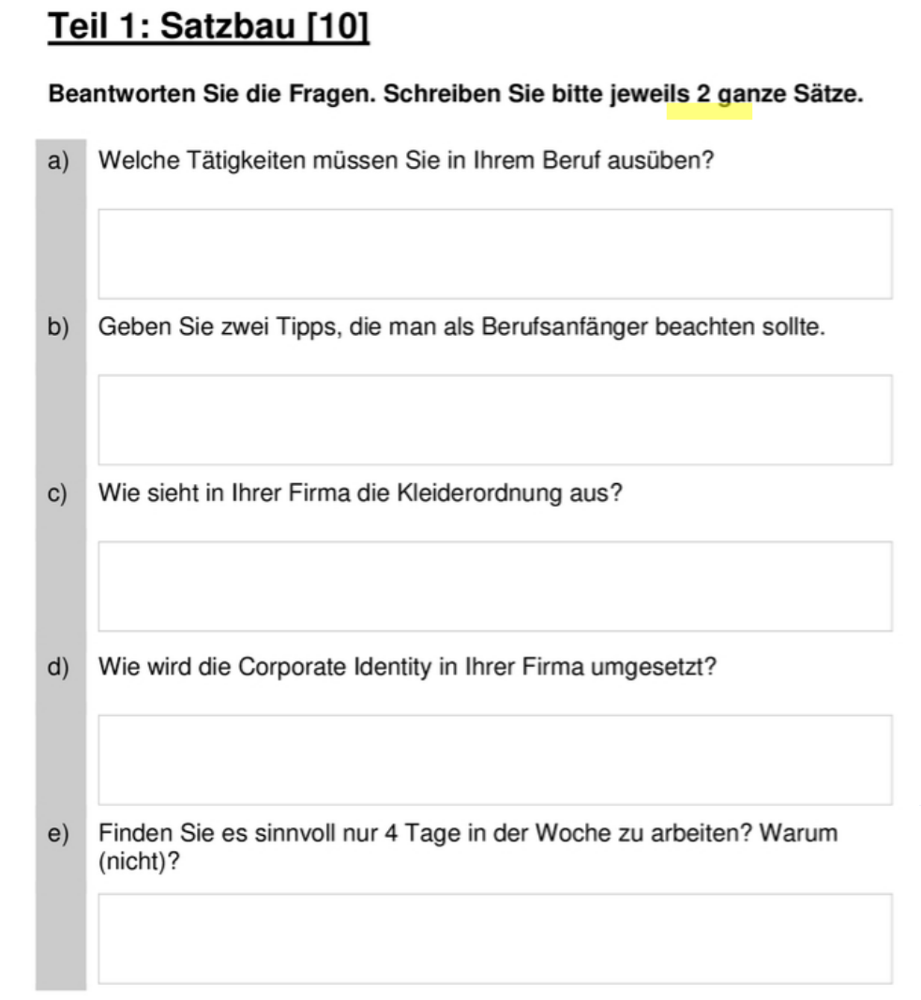 Teil 1: Satzbau [10]
Beantworten Sie die Fragen. Schreiben Sie bitte jeweils 2 ganze Sätze.
a) Welche Tätigkeiten müssen Sie in Ihrem Beruf ausüben?
b) Geben Sie zwei Tipps, die man als Berufsanfänger beachten sollte.
c) Wie sieht in Ihrer Firma die Kleiderordnung aus?
d) Wie wird die Corporate Identity in Ihrer Firma umgesetzt?
e) Finden Sie es sinnvoll nur 4 Tage in der Woche zu arbeiten? Warum
(nicht)?